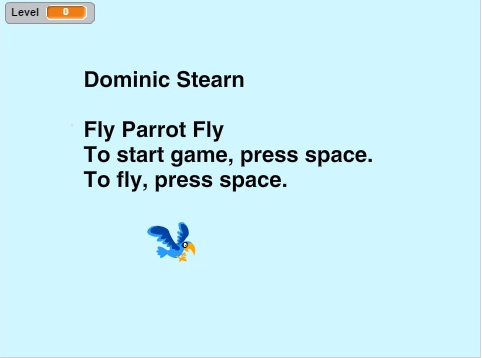 Level 0
Dominic Stearn
Fly Parrot Fly
To start game, press space.
To fly, press space.